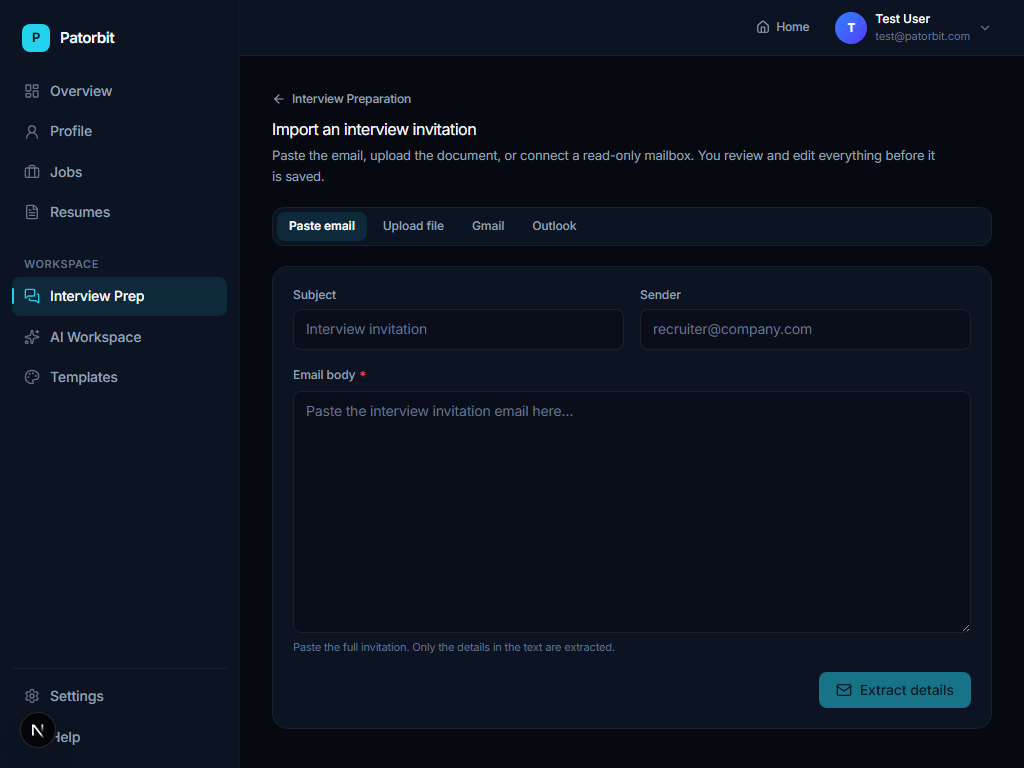 P Patorbit
Home
T
Test User
test@patorbit.com
Overview
Profile
Jobs
Resumes
WORKSPACE
Interview Prep
AI Workspace
Templates
Settings
N
Help
Interview Preparation
Import an interview invitation
Paste the email, upload the document, or connect a read-only mailbox. You review and edit everything before it
is saved.
Paste email Upload file Gmail Outlook
Subject Sender
Interview invitation recruiter@company.com
Email body *
Paste the interview invitation email here...
Paste the full invitation. Only the details in the text are extracted.
Extract details